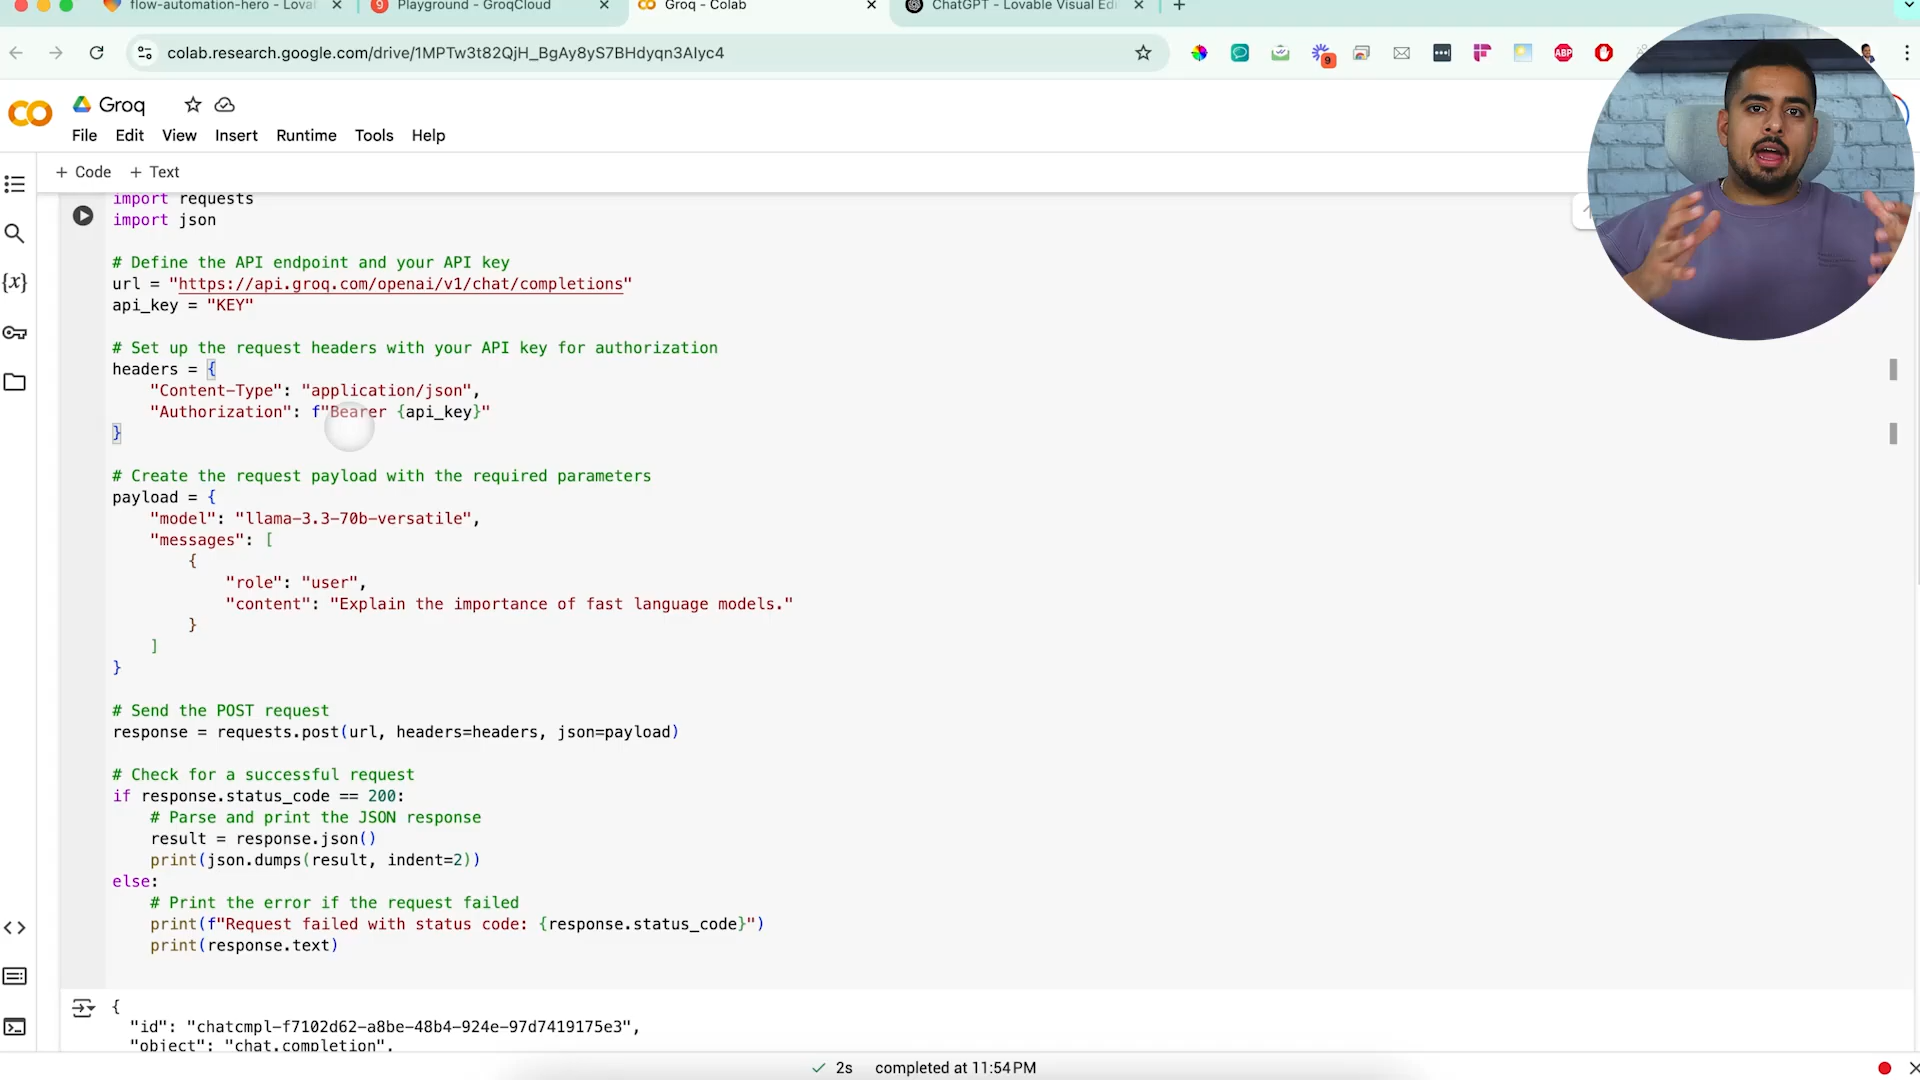 flow-automation-hero - Loval
Playground - GroqCloud
Groq - Colab
ChatGPT - Lovable Visual Edi
colab.research.google.com/drive/1MPTw3t82QjH_BgAy8yS7BHdyqn3AIyc4
9
ABP
CO
Groq
File Edit View Insert Runtime Tools Help
+ Code + Text
import requests
import json
# Define the API endpoint and your API key
url = "https://api.groq.com/openai/v1/chat/completions"
api_key = "KEY"
# Set up the request headers with your API key for authorization
headers = {
"Content-Type": "application/json",
"Authorization": f"Bearer {api_key}"
}
# Create the request payload with the required parameters
payload = {
"model": "llama-3.3-70b-versatile",
"messages": [
{
"role": "user",
"content": "Explain the importance of fast language models."
}
]
}
# Send the POST request
response = requests.post(url, headers=headers, json=payload)
# Check for a successful request
if response.status_code == 200:
# Parse and print the JSON response
result = response.json()
print(json.dumps(result, indent=2))
else:
# Print the error if the request failed
print(f"Request failed with status code: {response.status_code}")
print(response.text)
{
"id": "chatcmpl-f7102d62-a8be-48b4-924e-97d7419175e3",
"object": "chat.completion",
2s completed at 11:54 PM